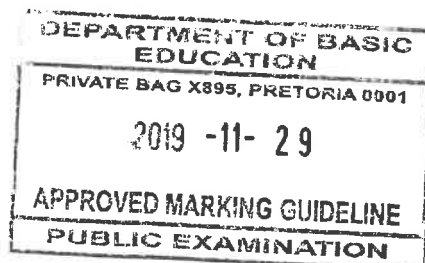 DEPARTMENT OF BASIC
EDUCATION
PRIVATE BAG X895, PRETORIA 0001
2019 -11- 29
APPROVED MARKING GUIDELINE
PUBLIC EXAMINATION